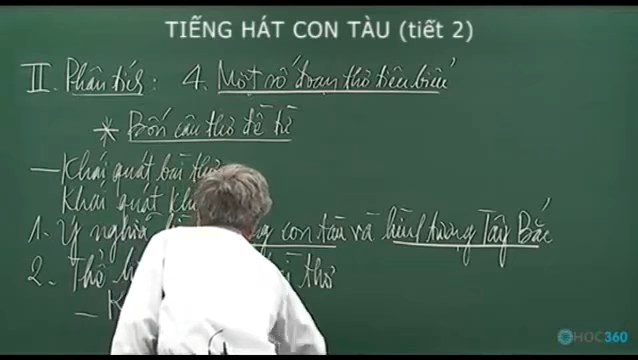 TIẾNG HÁT CON TÀU (tiết 2)
II. Phân tích : 4. Một số đoạn thơ tiêu biểu
* Bốn câu thơ đề từ
— Khái quát bài thơ
Khái quát
1. Ý nghĩa con tàu và hình tượng Tây Bắc
2. thơ
HOC360